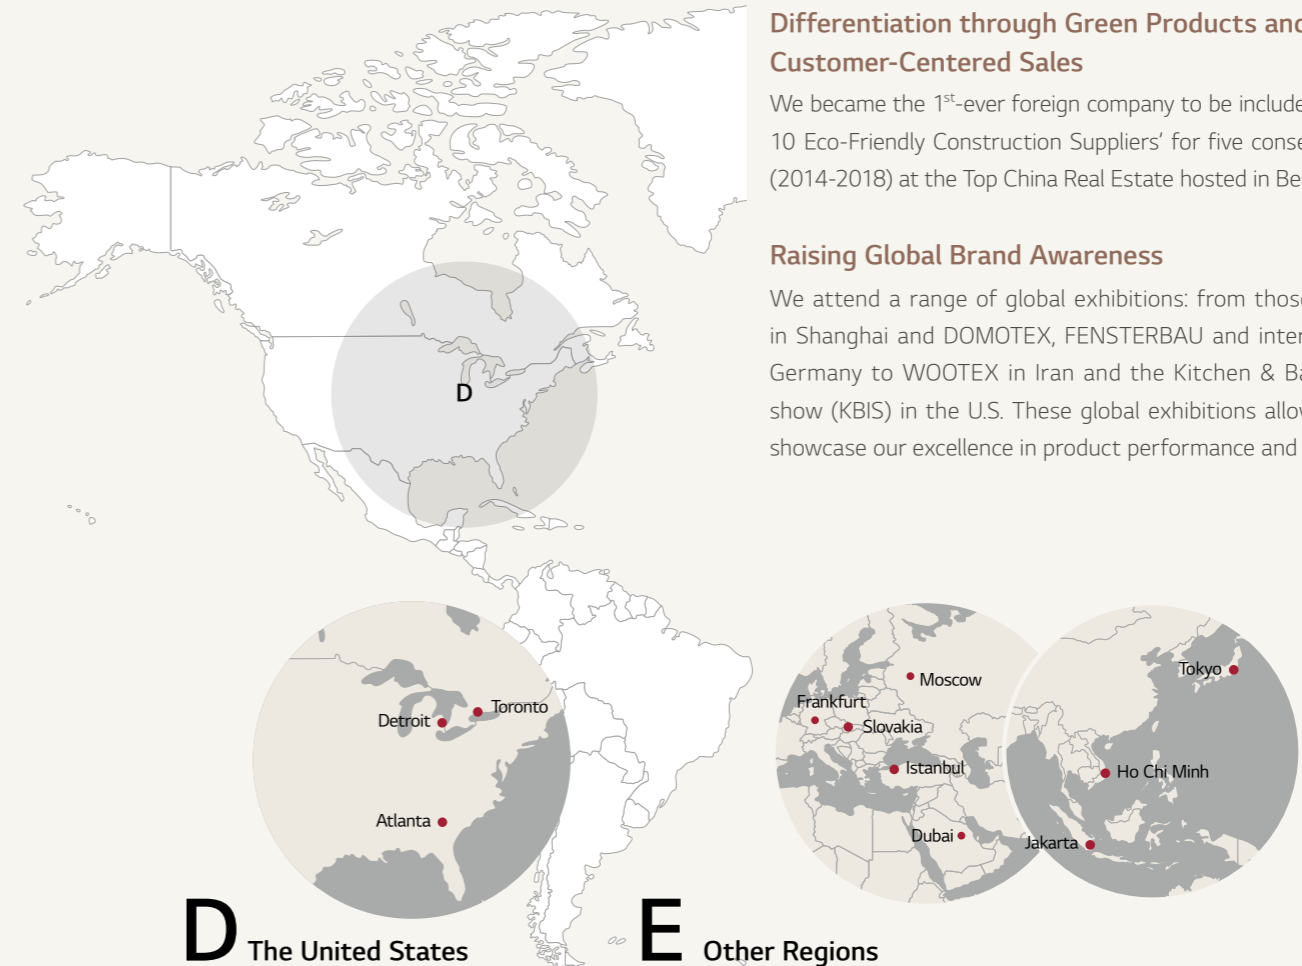 Differentiation through Green Products and
Customer-Centered Sales
We became the 1st-ever foreign company to be include
10 Eco-Friendly Construction Suppliers' for five conse
(2014-2018) at the Top China Real Estate hosted in Be
Raising Global Brand Awareness
We attend a range of global exhibitions: from those
in Shanghai and DOMOTEX, FENSTERBAU and inter
Germany to WOOTEX in Iran and the Kitchen & Ba
show (KBIS) in the U.S. These global exhibitions allow
showcase our excellence in product performance and
D
Detroit
Toronto
Atlanta
D The United States
Moscow
Frankfurt
Slovakia
Istanbul
Dubai
Tokyo
Ho Chi Minh
Jakarta
E Other Regions